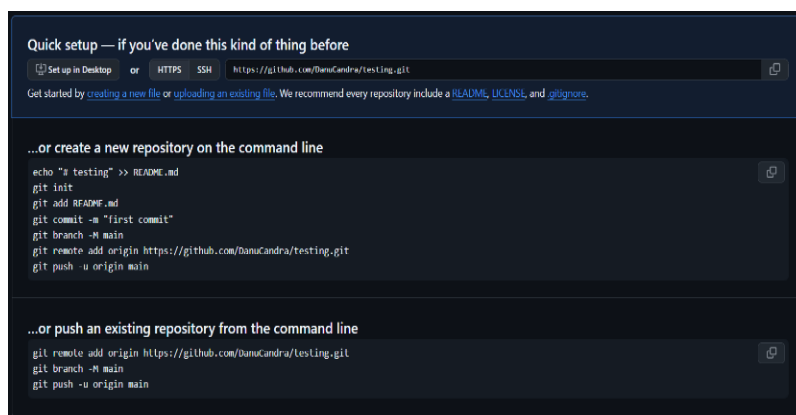 Quick setup — if you've done this kind of thing before
Set up in Desktop or HTTPS SSH https://github.com/DanuCandra/testing.git
Get started by creating a new file or uploading an existing file. We recommend every repository include a README, LICENSE, and .gitignore.
...or create a new repository on the command line
echo "# testing" >> README.md
git init
git add README.md
git commit -m "first commit"
git branch -M main
git remote add origin https://github.com/DanuCandra/testing.git
git push -u origin main
...or push an existing repository from the command line
git remote add origin https://github.com/DanuCandra/testing.git
git branch -M main
git push -u origin main